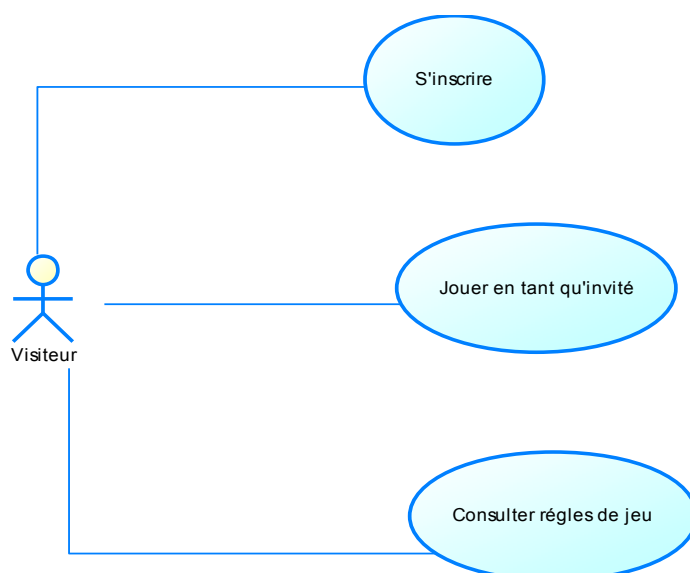 S'inscrire
Jouer en tant qu'invité
Visiteur
Consulter régles de jeu